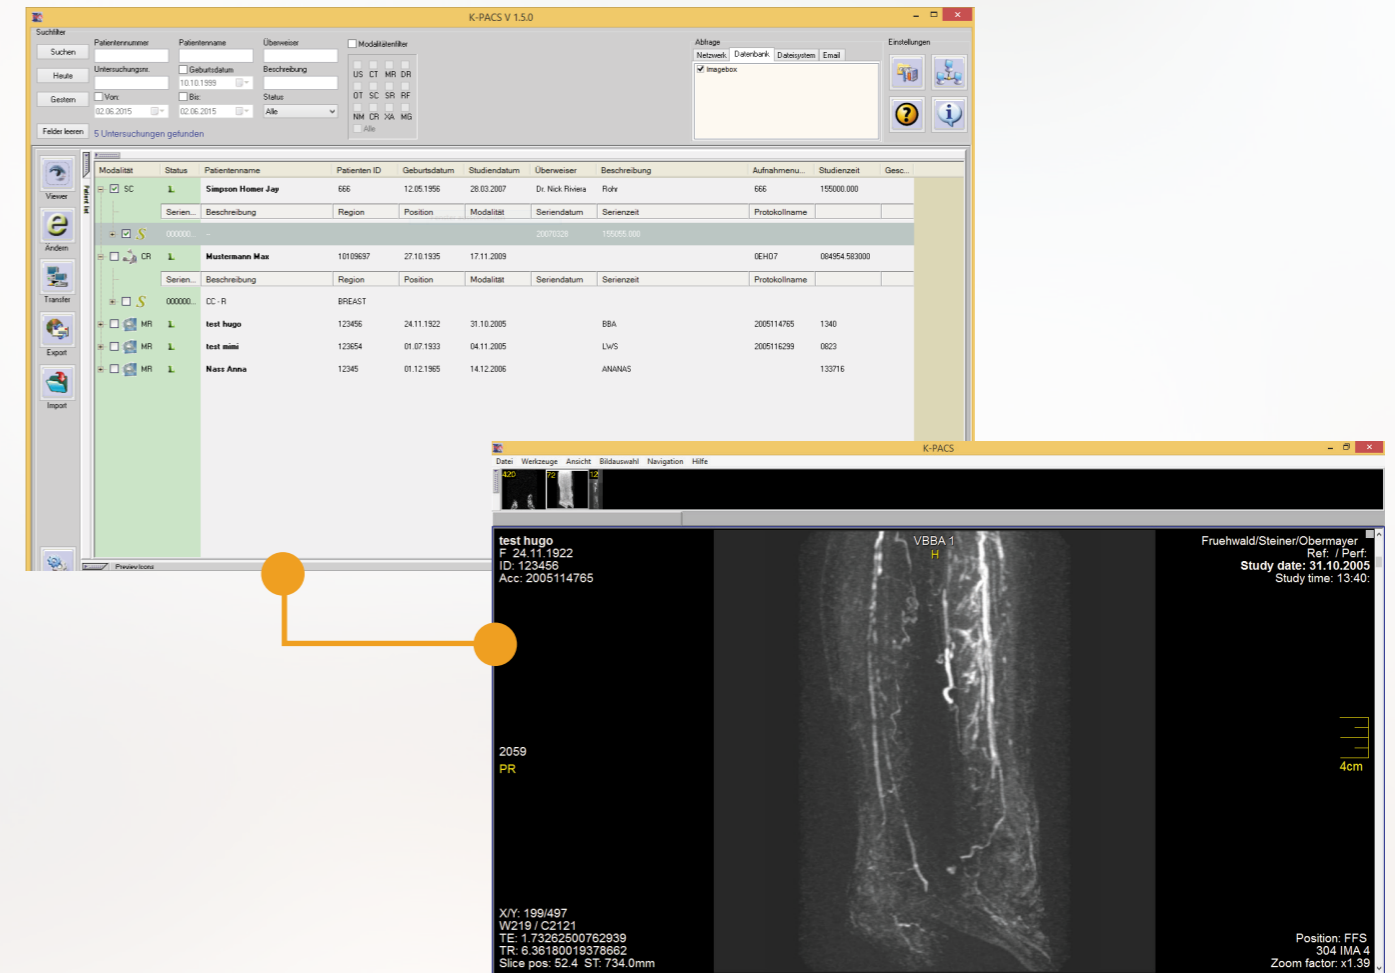 K-PACS V 1.5.0
Suchfilter
Suchen
Heute
Gestern
Felder leeren
Patientennummer Patientenname Überweiser
Untersuchungsnr. Geburtsdatum Beschreibung
10.10.1999
Von: Bis: Status
02.06.2015 02.06.2015 Alle
5 Untersuchungen gefunden
Modalitätenfilter
US CT MR DR
OT SC SR RF
NM CR XA MG
Alle
Abfrage
Netzwerk Datenbank Dateisystem Email
Imagebox
Einstellungen
Viewer
Ändern
Transfer
Export
Import
Patient list
Modalität Status Patientenname Patienten ID Geburtsdatum Studiendatum Überweiser Beschreibung Aufnahmenu... Studienzeit Gesc...
SC 1. Simpson Homer Jay 666 12.05.1956 28.03.2007 Dr. Nick Riviera Rohr 666 155000.000
Serien... Beschreibung Region Position Modalität Seriendatum Serienzeit Protokollname
S 000000... -- 20070328 155055.000
CR 1. Mustermann Max 10109697 27.10.1935 17.11.2009 0EHO7 084954.583000
Serien... Beschreibung Region Position Modalität Seriendatum Serienzeit Protokollname
S 000000... CC - R BREAST
MR 1. test hugo 123456 24.11.1922 31.10.2005 BBA 2005114765 1340
MR 1. test mimi 123654 01.07.1933 04.11.2005 LWS 2005116299 0823
MR 1. Nass Anna 12345 01.12.1965 14.12.2006 ANANAS 133716
Preview Icons
K-PACS
Datei Werkzeuge Ansicht Bildauswahl Navigation Hilfe
420 72 12
test hugo
F 24.11.1922
ID: 123456
Acc: 2005114765
VBBA 1
H
Fruehwald/Steiner/Obermayer
Ref: / Perf:
Study date: 31.10.2005
Study time: 13:40:
2059
PR
4cm
X/Y: 199/497
W219 / C2121
TE: 1.73262500762939
TR: 6.36180019378662
Slice pos: 52.4 ST: 734.0mm
Position: FFS
304 IMA 4
Zoom factor: x1.39